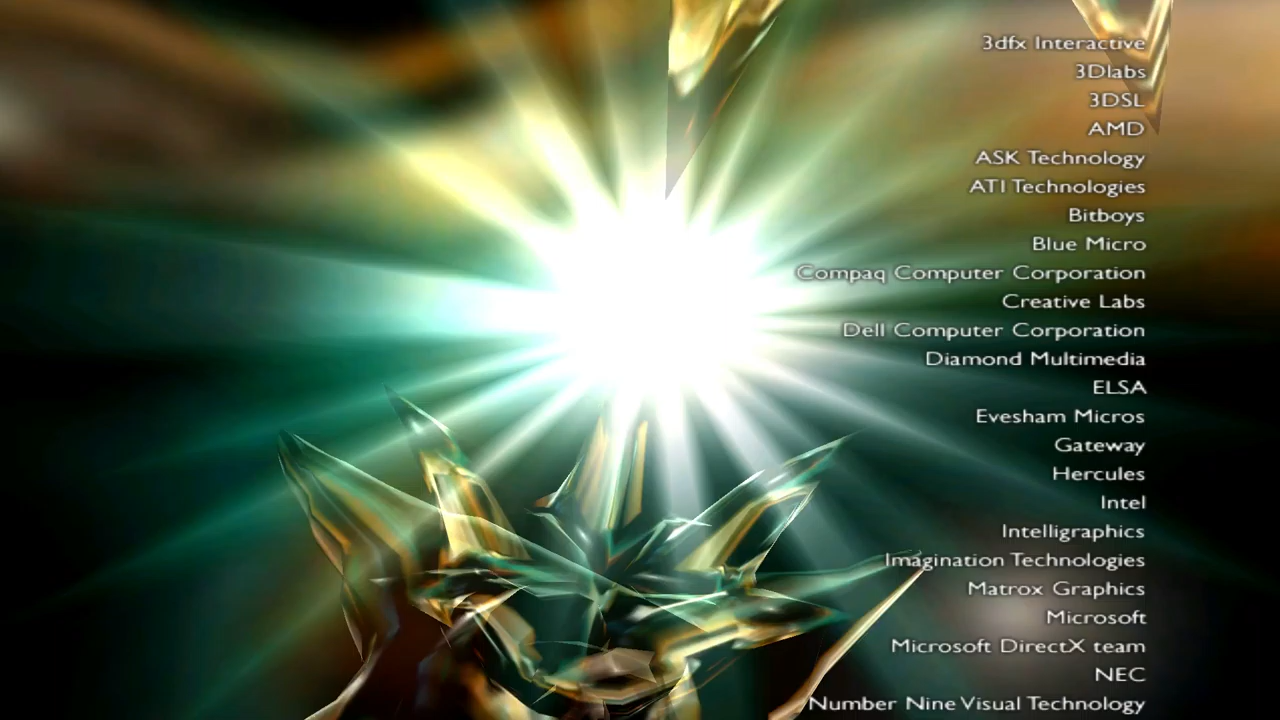 3dfx Interactive
3Dlabs
3DSL
AMD
ASK Technology
ATI Technologies
Bitboys
Blue Micro
Compaq Computer Corporation
Creative Labs
Dell Computer Corporation
Diamond Multimedia
ELSA
Evesham Micros
Gateway
Hercules
Intel
Intelligraphics
Imagination Technologies
Matrox Graphics
Microsoft
Microsoft DirectX team
NEC
Number Nine Visual Technology